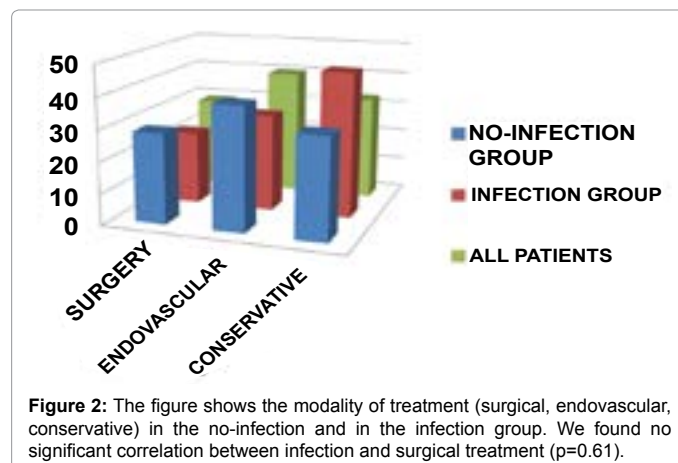 50
40
30
20
10
0
SURGERY
ENDOVASCULAR
CONSERVATIVE
NO-INFECTION
GROUP
INFECTION GROUP
ALL PATIENTS
Figure 2: The figure shows the modality of treatment (surgical, endovascular,
conservative) in the no-infection and in the infection group. We found no
significant correlation between infection and surgical treatment (p=0.61).